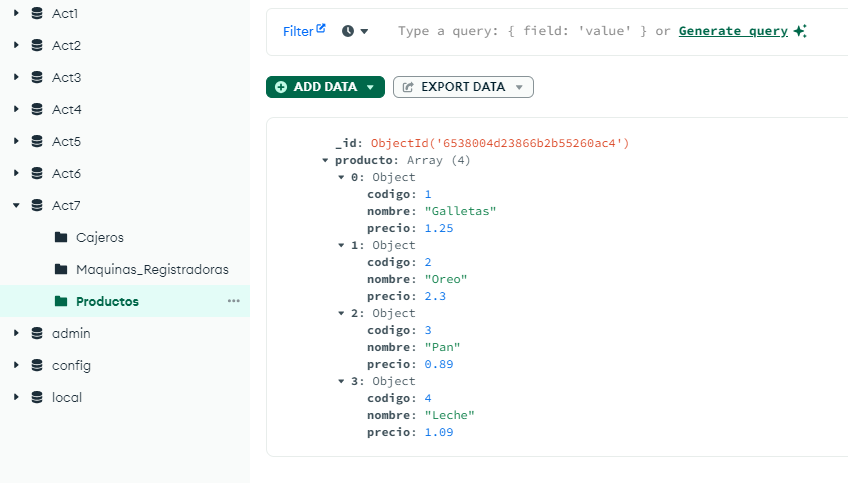 Act1
Act2
Act3
Act4
Act5
Act6
Act7
Cajeros
Maquinas_Registradoras
Productos
admin
config
local
Filter Type a query: { field: 'value' } or Generate query
ADD DATA EXPORT DATA
_id: ObjectId('6538004d23866b2b55260ac4')
producto: Array (4)
0: Object
codigo: 1
nombre: "Galletas"
precio: 1.25
1: Object
codigo: 2
nombre: "Oreo"
precio: 2.3
2: Object
codigo: 3
nombre: "Pan"
precio: 0.89
3: Object
codigo: 4
nombre: "Leche"
precio: 1.09